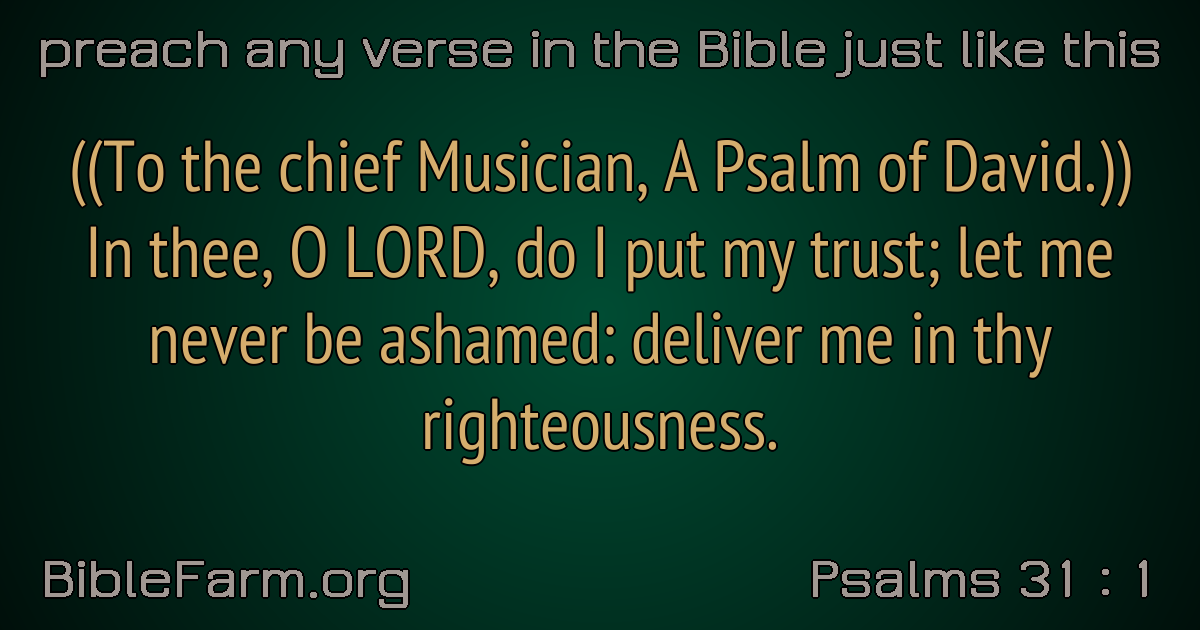 preach any verse in the Bible just like this
((To the chief Musician, A Psalm of David.))
In thee, O LORD, do I put my trust; let me
never be ashamed: deliver me in thy
righteousness.
BibleFarm.org
Psalms 31 : 1